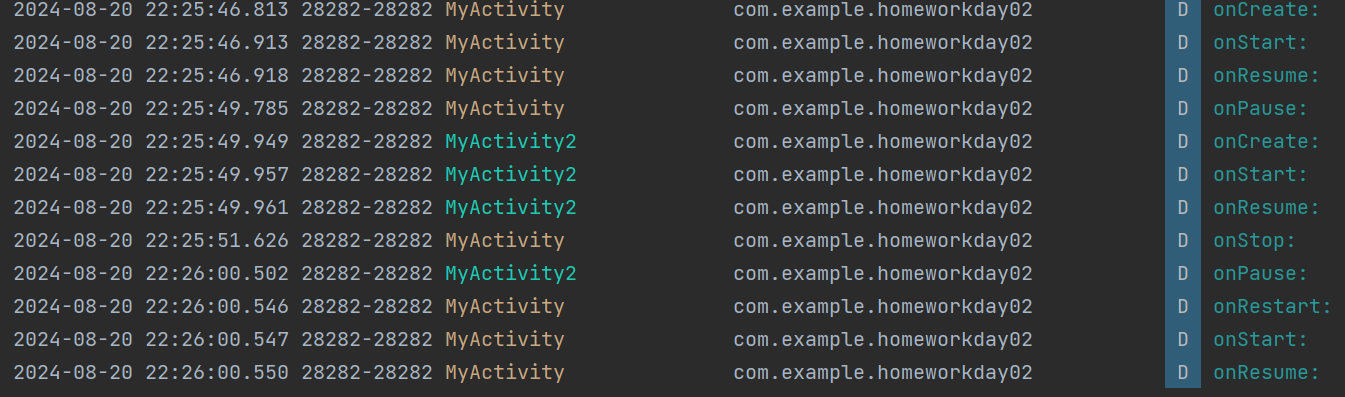 2024-08-20 22:25:46.813 28282-28282 MyActivity com.example.homeworkday02 D onCreate:
2024-08-20 22:25:46.913 28282-28282 MyActivity com.example.homeworkday02 D onStart:
2024-08-20 22:25:46.918 28282-28282 MyActivity com.example.homeworkday02 D onResume:
2024-08-20 22:25:49.785 28282-28282 MyActivity com.example.homeworkday02 D onPause:
2024-08-20 22:25:49.949 28282-28282 MyActivity2 com.example.homeworkday02 D onCreate:
2024-08-20 22:25:49.957 28282-28282 MyActivity2 com.example.homeworkday02 D onStart:
2024-08-20 22:25:49.961 28282-28282 MyActivity2 com.example.homeworkday02 D onResume:
2024-08-20 22:25:51.626 28282-28282 MyActivity com.example.homeworkday02 D onStop:
2024-08-20 22:26:00.502 28282-28282 MyActivity2 com.example.homeworkday02 D onPause:
2024-08-20 22:26:00.546 28282-28282 MyActivity com.example.homeworkday02 D onRestart:
2024-08-20 22:26:00.547 28282-28282 MyActivity com.example.homeworkday02 D onStart:
2024-08-20 22:26:00.550 28282-28282 MyActivity com.example.homeworkday02 D onResume: